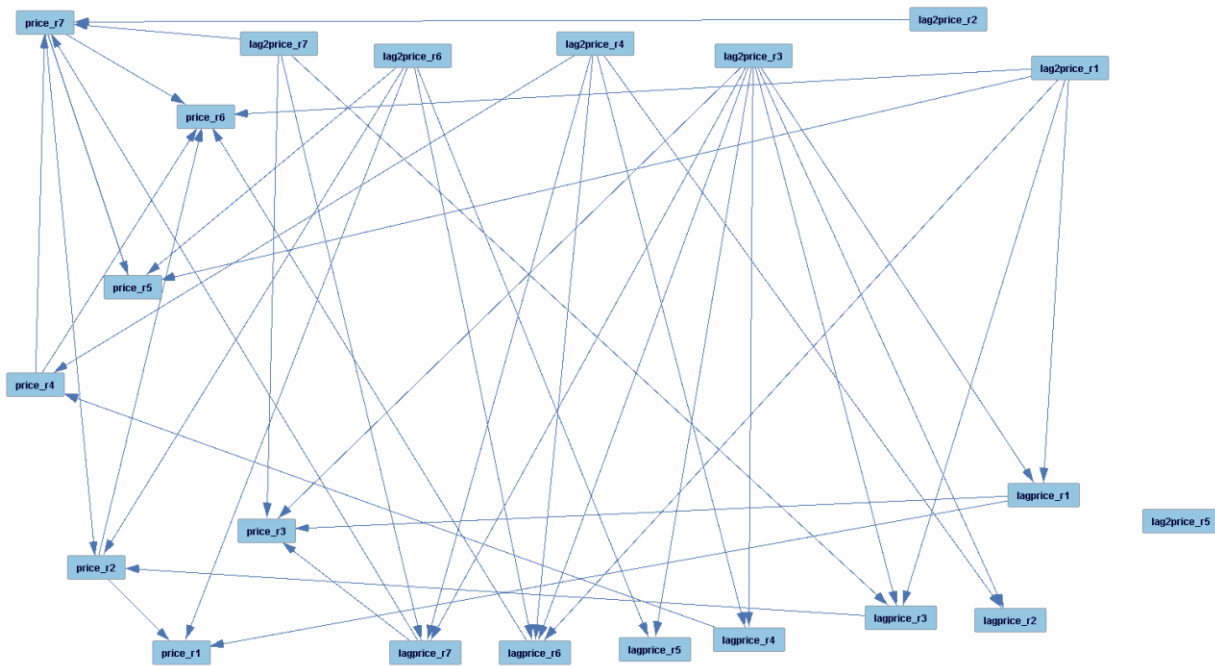 price_r7
lag2price_r2
lag2price_r7
lag2price_r6
lag2price_r4
lag2price_r3
lag2price_r1
price_r6
price_r5
price_r4
lagprice_r1
lag2price_r5
price_r3
price_r2
lagprice_r3
lagprice_r2
price_r1
lagprice_r7
lagprice_r6
lagprice_r5
lagprice_r4